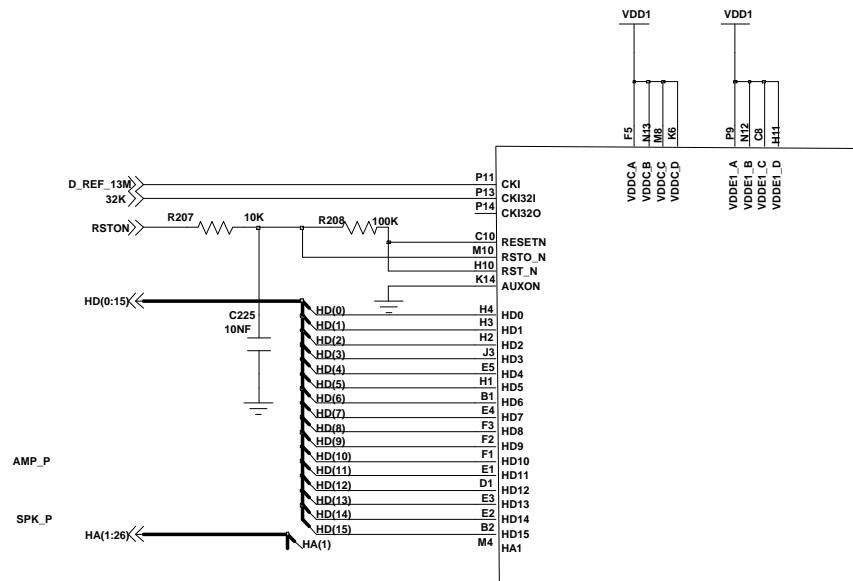 VDD1 VDD1
F5 N13 M8 K6 P9 N12 C8 H11
VDDC_A VDDC_B VDDC_C VDDC_D VDDE1_A VDDE1_B VDDE1_C VDDE1_D
D_REF_13M P11 CKI
32K P13 CKI32I
P14 CKI32O
RSTON R207 10K R208 100K
C10 RESETN
M10 RSTO_N
H10 RST_N
K14 AUXON
HD(0:15)
C225
10NF
HD(0) H4 HD0
HD(1) H3 HD1
HD(2) H2 HD2
HD(3) J3 HD3
HD(4) E5 HD4
HD(5) H1 HD5
HD(6) B1 HD6
HD(7) E4 HD7
HD(8) F3 HD8
HD(9) F2 HD9
HD(10) F1 HD10
HD(11) E1 HD11
HD(12) D1 HD12
HD(13) E3 HD13
HD(14) E2 HD14
HD(15) B2 HD15
AMP_P
SPK_P
HA(1:26) HA(1) M4 HA1